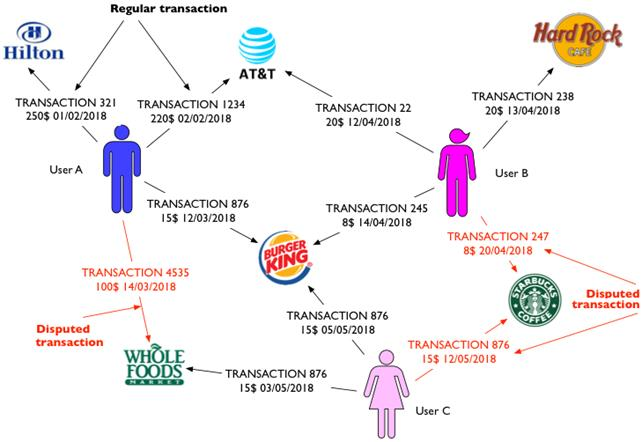 Regular transaction
Hilton
AT&T
Hard Rock
CAFE
TRANSACTION 321
250$ 01/02/2018
TRANSACTION 1234
220$ 02/02/2018
TRANSACTION 22
20$ 12/04/2018
TRANSACTION 238
20$ 13/04/2018
User A
User B
TRANSACTION 876
15$ 12/03/2018
TRANSACTION 245
8$ 14/04/2018
BURGER
KING
TRANSACTION 247
8$ 20/04/2018
TRANSACTION 4535
100$ 14/03/2018
STARBUCKS
COFFEE
Disputed
transaction
Disputed
transaction
TRANSACTION 876
15$ 05/05/2018
TRANSACTION 876
15$ 12/05/2018
WHOLE
FOODS
MARKET
TRANSACTION 876
15$ 03/05/2018
User C